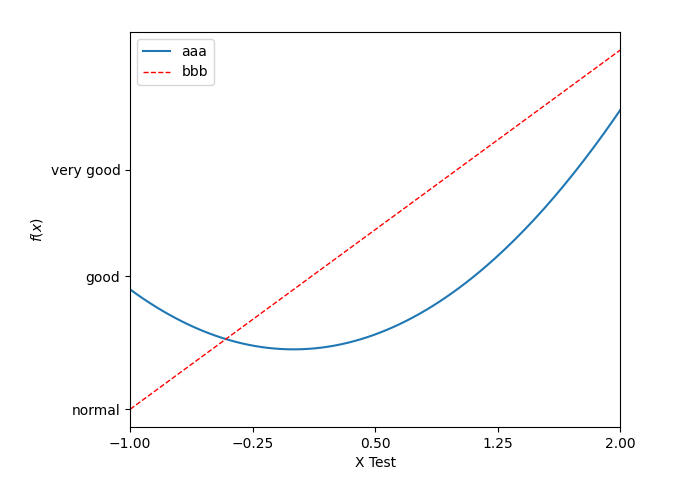 aaa
bbb
very good
good
normal
f(x)
−1.00 −0.25 0.50 1.25 2.00
X Test